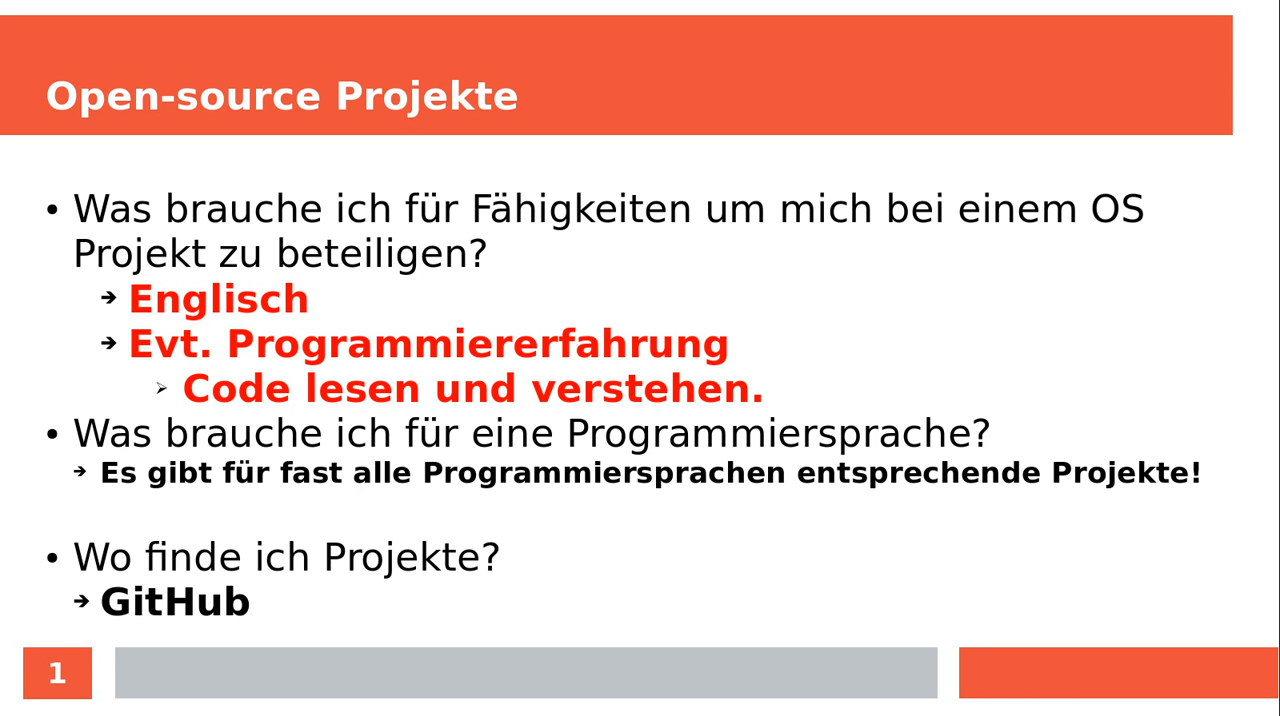 Open-source Projekte
• Was brauche ich für Fähigkeiten um mich bei einem OS
Projekt zu beteiligen?
➔ Englisch
➔ Evt. Programmiererfahrung
➢ Code lesen und verstehen.
• Was brauche ich für eine Programmiersprache?
➔ Es gibt für fast alle Programmiersprachen entsprechende Projekte!
• Wo finde ich Projekte?
➔ GitHub
1